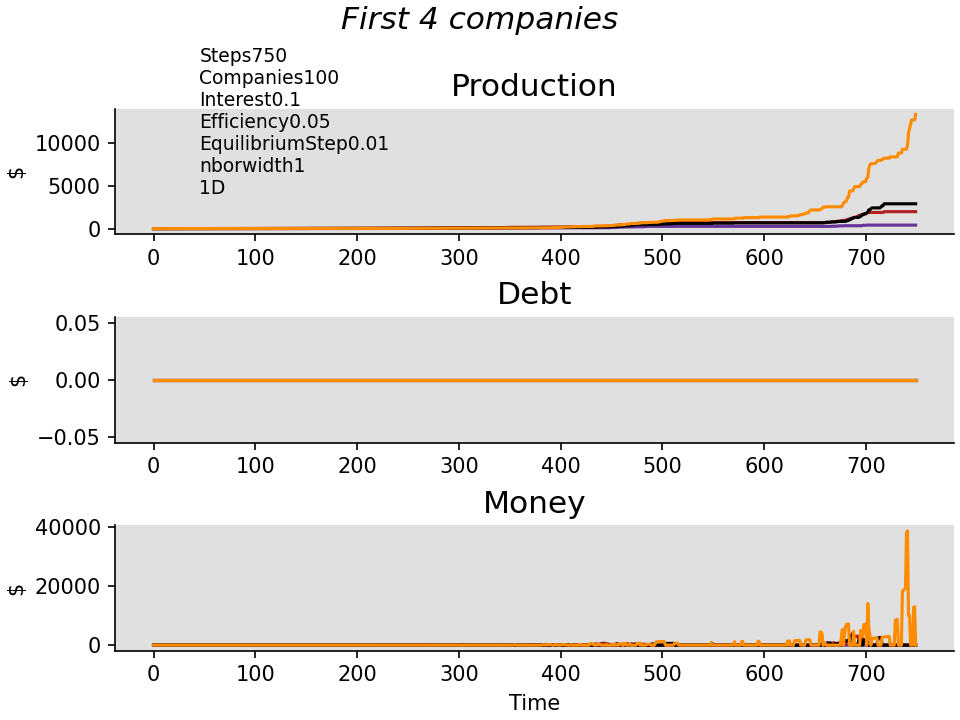 First 4 companies
Steps750
Companies100
Interest0.1
Efficiency0.05
EquilibriumStep0.01
nborwidth1
1D
Production
$
10000
5000
0
0 100 200 300 400 500 600 700
Debt
$
0.05
0.00
−0.05
0 100 200 300 400 500 600 700
Money
$
40000
20000
0
0 100 200 300 400 500 600 700
Time